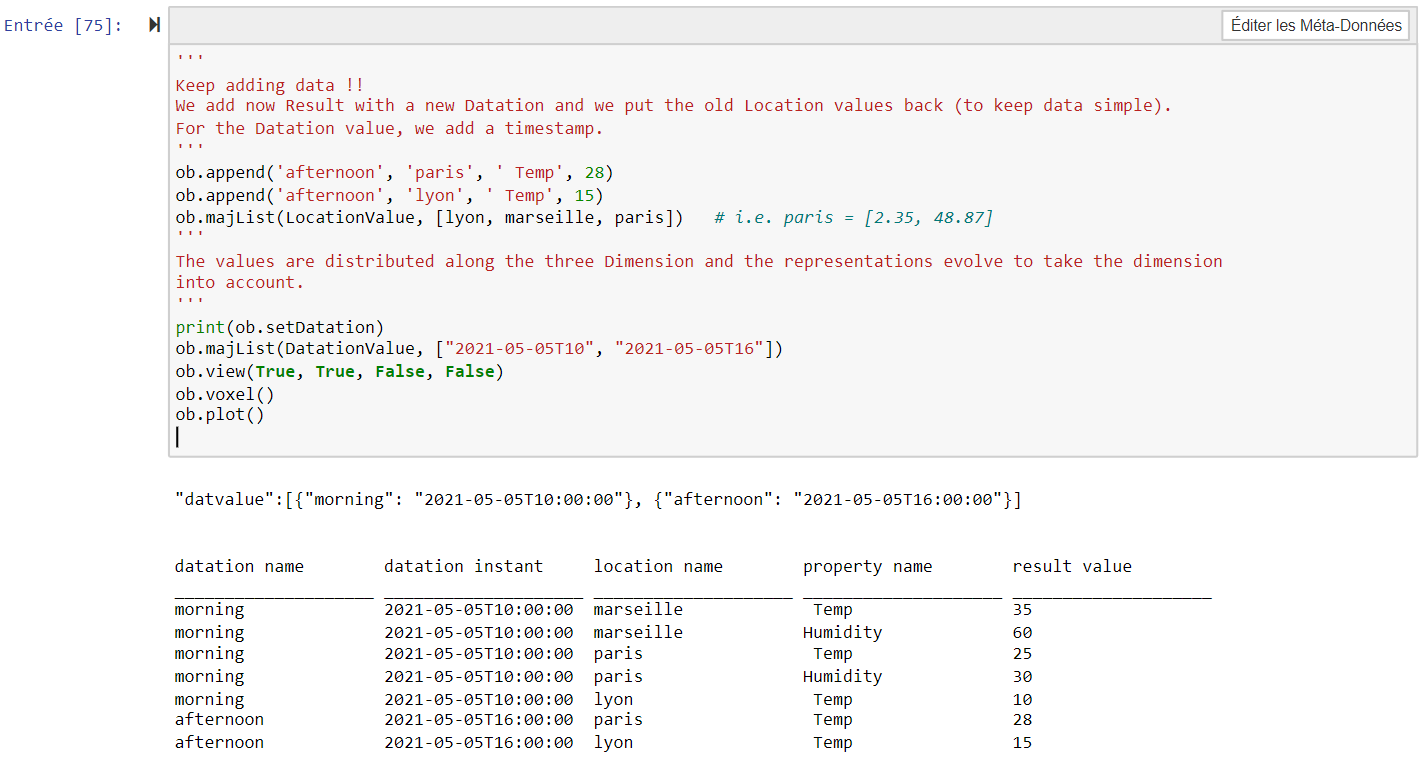 Entrée [75]:
Éditer les Méta-Données
'''
Keep adding data !!
We add now Result with a new Datation and we put the old Location values back (to keep data simple).
For the Datation value, we add a timestamp.
'''
ob.append('afternoon', 'paris', ' Temp', 28)
ob.append('afternoon', 'lyon', ' Temp', 15)
ob.majList(LocationValue, [lyon, marseille, paris])   # i.e. paris = [2.35, 48.87]
'''
The values are distributed along the three Dimension and the representations evolve to take the dimension
into account.
'''
print(ob.setDatation)
ob.majList(DatationValue, ["2021-05-05T10", "2021-05-05T16"])
ob.view(True, True, False, False)
ob.voxel()
ob.plot()
"datvalue":[{"morning": "2021-05-05T10:00:00"}, {"afternoon": "2021-05-05T16:00:00"}]
datation name        datation instant     location name        property name        result value
____________________ ____________________ ____________________ ____________________ ____________________
morning              2021-05-05T10:00:00  marseille             Temp                35
morning              2021-05-05T10:00:00  marseille            Humidity             60
morning              2021-05-05T10:00:00  paris                 Temp                25
morning              2021-05-05T10:00:00  paris                Humidity             30
morning              2021-05-05T10:00:00  lyon                  Temp                10
afternoon            2021-05-05T16:00:00  paris                 Temp                28
afternoon            2021-05-05T16:00:00  lyon                  Temp                15